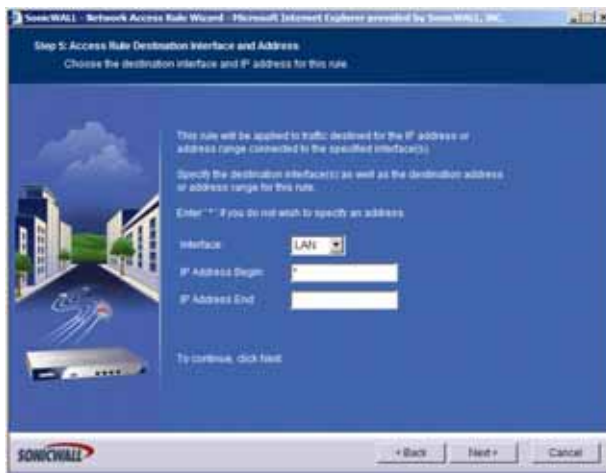 SonicWALL - Network Access Rule Wizard - Microsoft Internet Explorer provided by SonicWALL, INC.
Step 5: Access Rule Destination Interface and Address
Choose the destination interface and IP address for this rule
This rule will be applied to traffic destined for the IP address or
address range connected to the specified interface(s).
Specify the destination interface(s) as well as the destination address
or address range for this rule.
Enter '*' if you do not wish to specify an address.
Interface: LAN
IP Address Begin: *
IP Address End:
To continue, click Next
SONICWALL
< Back
Next >
Cancel